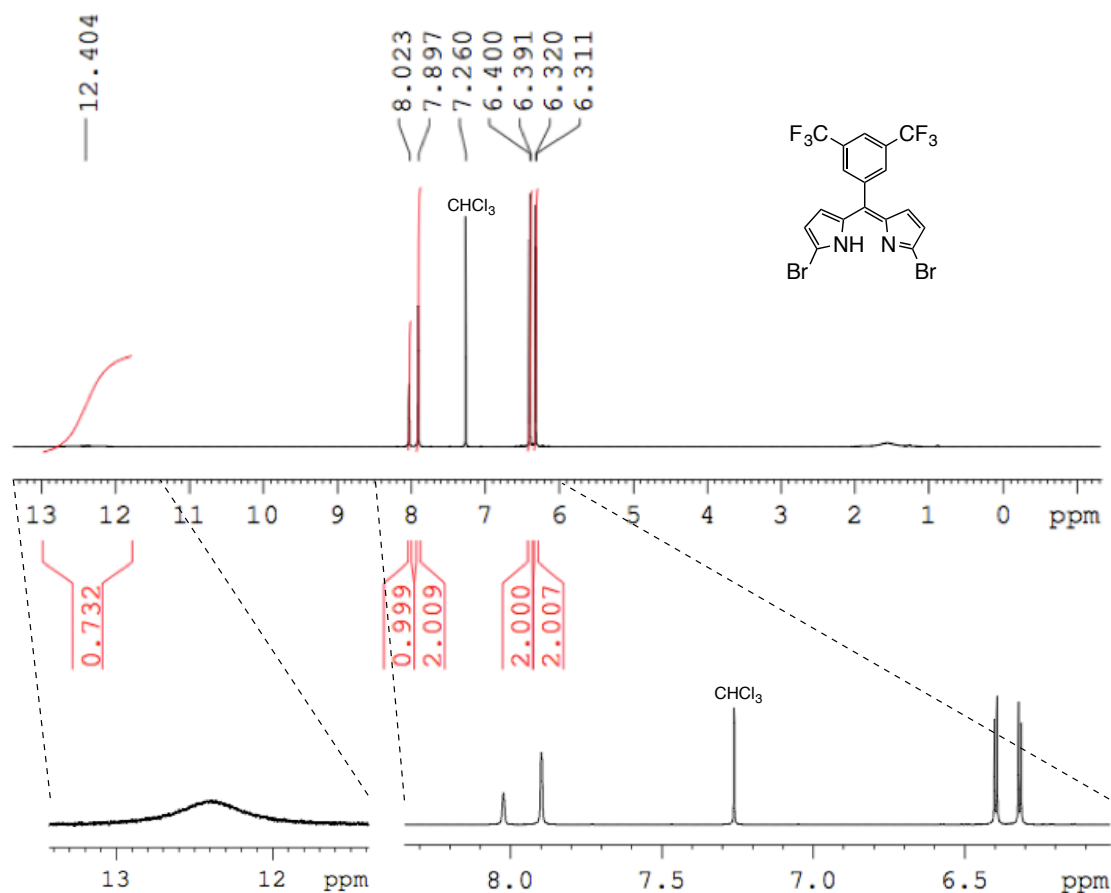 12.404
8.023
7.897
7.260
6.400
6.391
6.320
6.311
F₃C
CF₃
NH
N
Br
Br
CHCl₃
13 12 11 10 9 8 7 6 5 4 3 2 1 0 ppm
0.732
0.999
2.009
2.000
2.007
CHCl₃
13 12 ppm
8.0 7.5 7.0 6.5 ppm